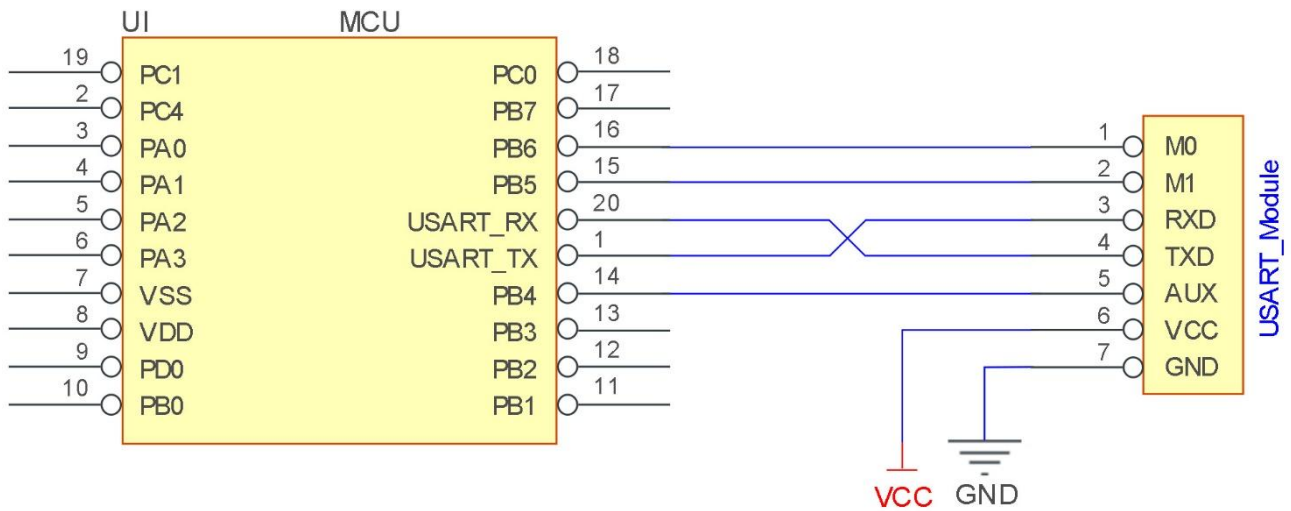 UI MCU
19 PC1 PC0 18
2 PC4 PB7 17
3 PA0 PB6 16 1 M0
4 PA1 PB5 15 2 M1
5 PA2 USART_RX 20 3 RXD
6 PA3 USART_TX 1 4 TXD
7 VSS PB4 14 5 AUX
8 VDD PB3 13 6 VCC
9 PD0 PB2 12 7 GND
10 PB0 PB1 11
USART_Module
VCC GND